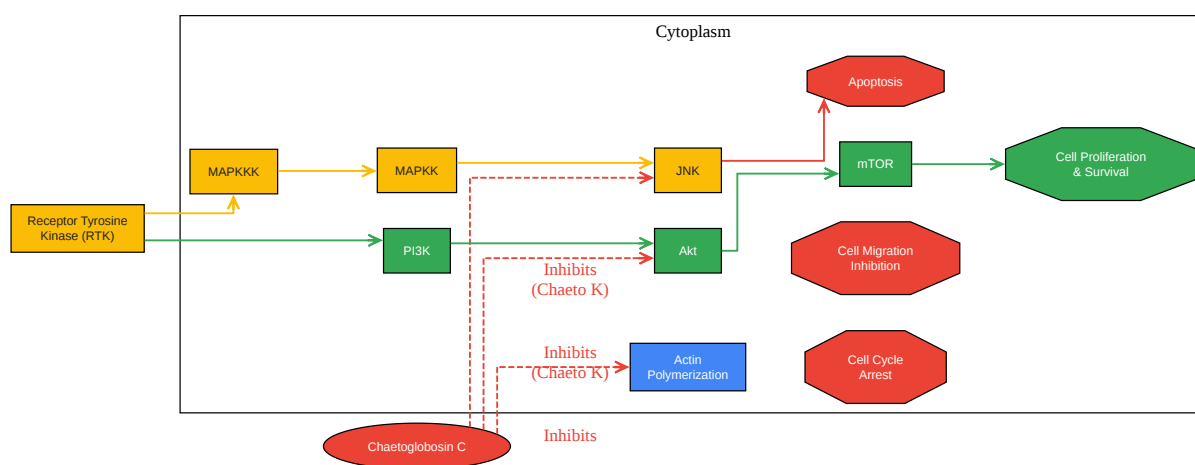 Cytoplasm
Apoptosis
MAPKKK
MAPKK
JNK
mTOR
Cell Proliferation
& Survival
Receptor Tyrosine
Kinase (RTK)
PI3K
Akt
Cell Migration
Inhibition
Inhibits
(Chaeto K)
Inhibits
(Chaeto K)
Actin
Polymerization
Cell Cycle
Arrest
Chaetoglobosin C
Inhibits